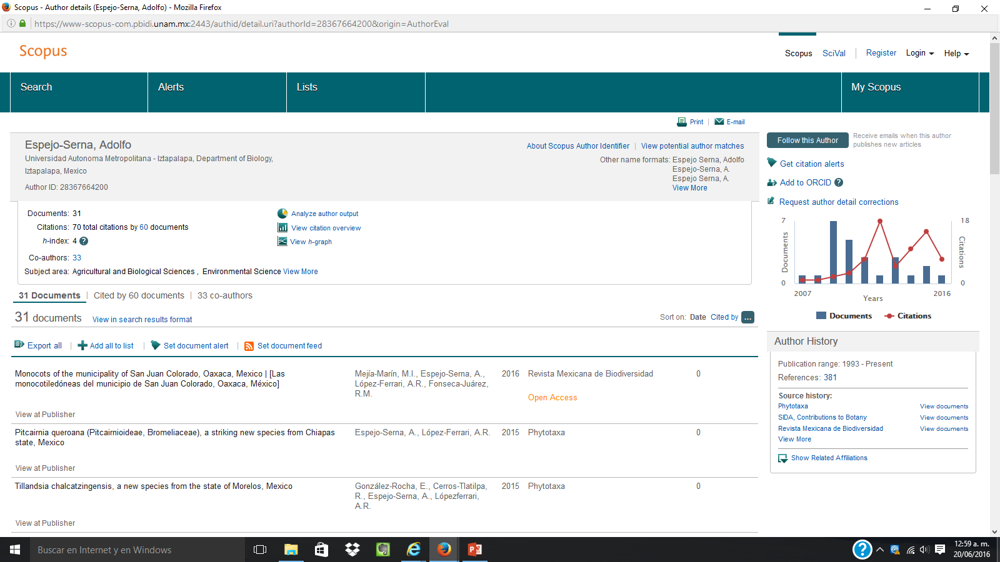 Scopus - Author details (Espejo-Serna, Adolfo) - Mozilla Firefox
https://www-scopus-com.pbidi.unam.mx:2443/authid/detail.uri?authorId=28367664200&origin=AuthorEval
Scopus
Scopus SciVal | Register Login Help
Search Alerts Lists My Scopus
Print | E-mail
Espejo-Serna, Adolfo
Universidad Autonoma Metropolitana - Iztapalapa, Department of Biology,
Iztapalapa, Mexico
Author ID: 28367664200
About Scopus Author Identifier | View potential author matches
Other name formats: Espejo Serna, Adolfo
Espejo-Serna, A.
Espejo Serna, A.
View More
Follow this Author
Receive emails when this author
publishes new articles
Get citation alerts
Add to ORCID ?
Request author detail corrections
Documents: 31
Citations: 70 total citations by 60 documents
h-index: 4 ?
Co-authors: 33
Subject area: Agricultural and Biological Sciences , Environmental Science View More
Analyze author output
View citation overview
View h-graph
7
18
Documents
Citations
0
0
2007
2016
Years
Documents Citations
31 Documents | Cited by 60 documents | 33 co-authors
31 documents View in search results format
Sort on: Date Cited by ...
Export all | Add all to list | Set document alert | Set document feed
Monocots of the municipality of San Juan Colorado, Oaxaca, Mexico | [Las
monocotiledóneas del municipio de San Juan Colorado, Oaxaca, México]
Mejía-Marín, M.I., Espejo-Serna, A.,
López-Ferrari, A.R., Fonseca-Juárez,
R.M.
2016 Revista Mexicana de Biodiversidad 0
Open Access
View at Publisher
Pitcairnia queroana (Pitcairnioideae, Bromeliaceae), a striking new species from Chiapas
state, Mexico
Espejo-Serna, A., López-Ferrari, A.R. 2015 Phytotaxa 0
View at Publisher
Tillandsia chalcatzingensis, a new species from the state of Morelos, Mexico
González-Rocha, E., Cerros-Tlatilpa,
R., Espejo-Serna, A., Lópezferrari,
A.R.
2015 Phytotaxa 0
View at Publisher
Author History
Publication range: 1993 - Present
References: 381
Source history:
Phytotaxa View documents
SIDA, Contributions to Botany View documents
Revista Mexicana de Biodiversidad View documents
View More
Show Related Affiliations
Buscar en Internet y en Windows
12:59 a. m.
20/06/2016